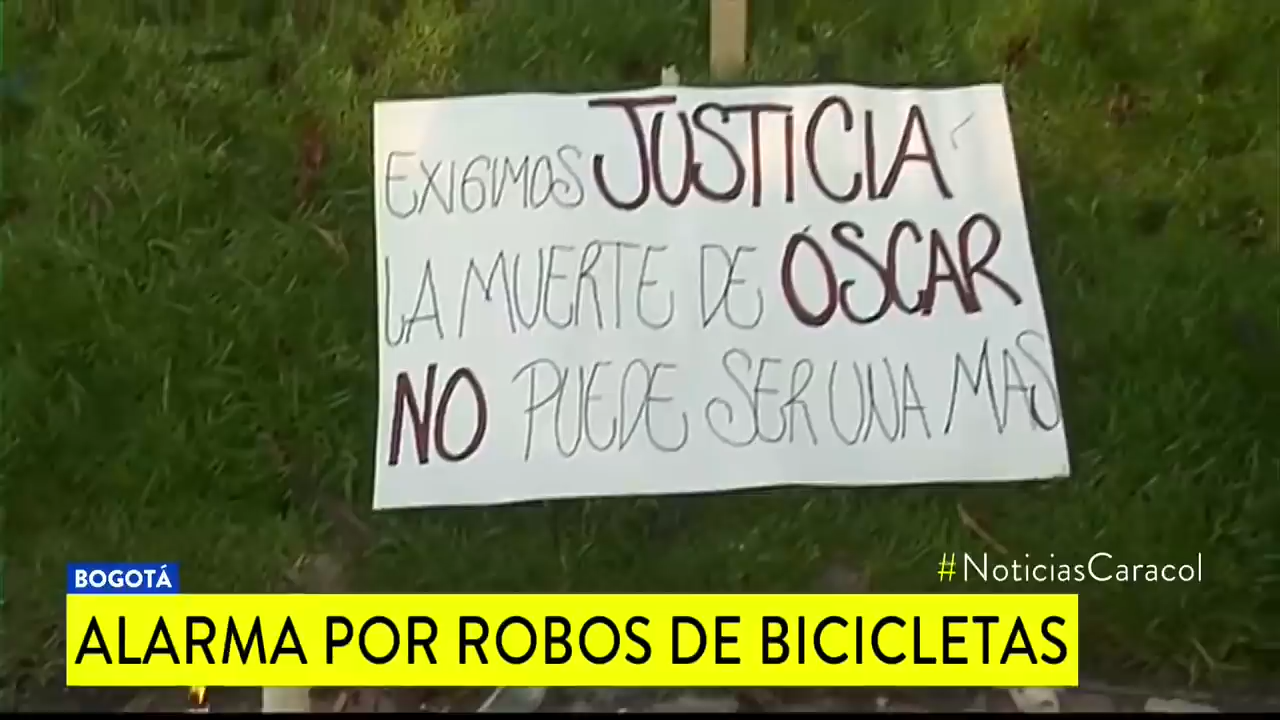 EXIGIMOS JUSTICIA
LA MUERTE DE ÓSCAR
NO PUEDE SER UNA MAS
#NoticiasCaracol
BOGOTÁ
ALARMA POR ROBOS DE BICICLETAS